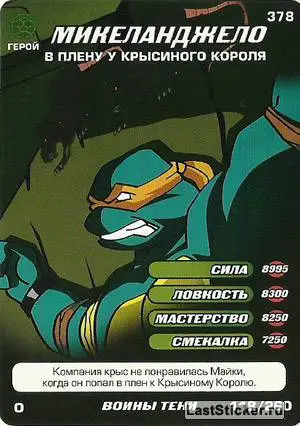 378
ГЕРОЙ
МИКЕЛАНДЖЕЛО
В ПЛЕНУ У КРЫСИНОГО КОРОЛЯ
СИЛА 8995
ЛОВКОСТЬ 8300
МАСТЕРСТВО 8250
СМЕКАЛКА 7250
Компания крыс не понравилась Майки,
когда он попал в плен к Крысиному Королю.
0 ВОИНЫ ТЕНИ
LastSticker.ru